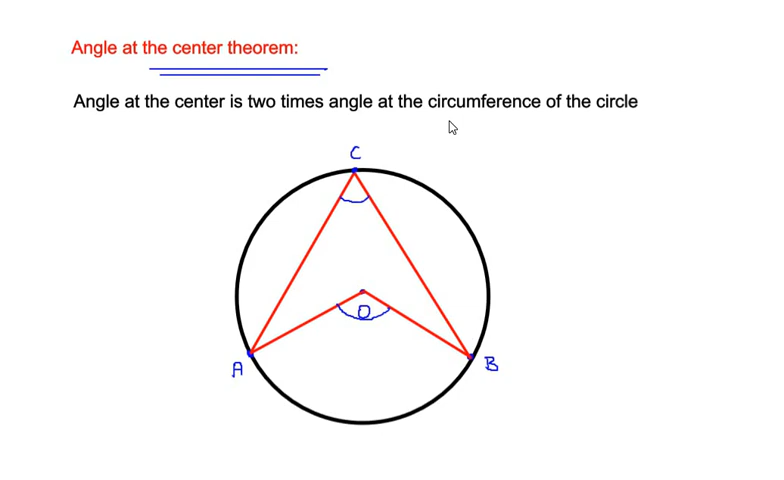 Angle at the center theorem:
Angle at the center is two times angle at the circumference of the circle
C
O
A
B